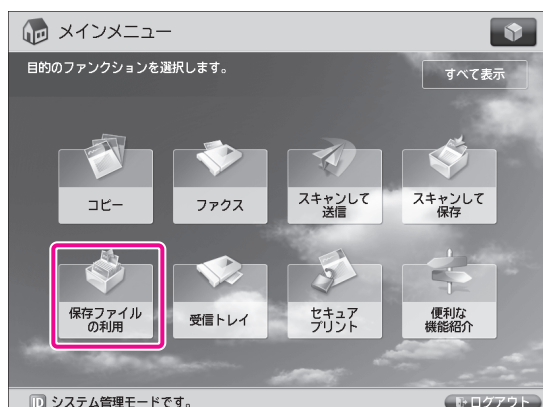 メインメニュー
目的のファンクションを選択します。
すべて表示
コピー
ファクス
スキャンして
送信
スキャンして
保存
保存ファイル
の利用
受信トレイ
セキュア
プリント
便利な
機能紹介
ID システム管理モードです。
ログアウト